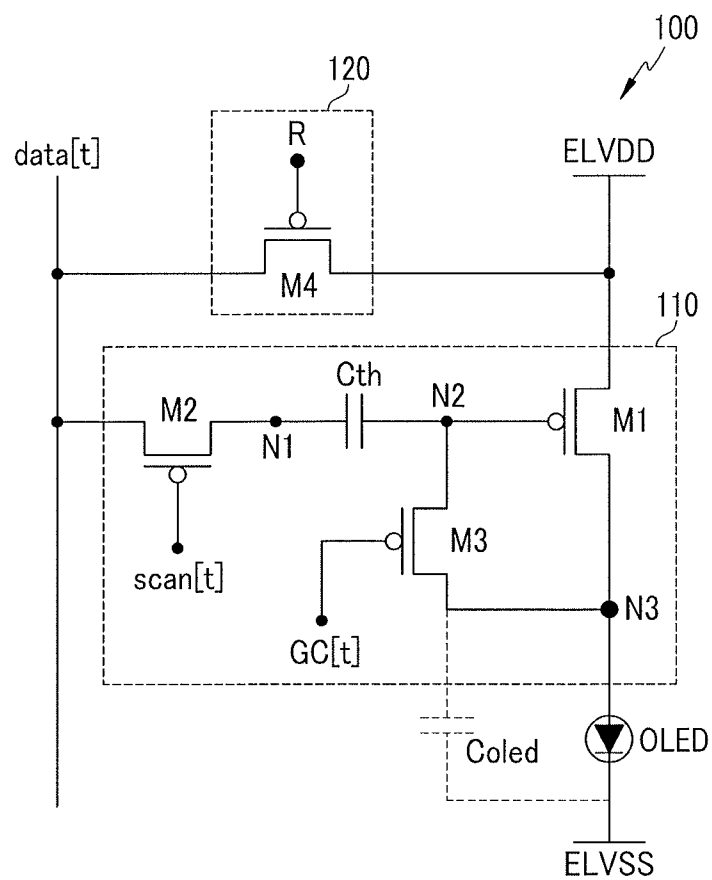 100
120
data[t]
R
ELVDD
M4
110
Cth
M2
N2
M1
N1
M3
scan[t]
N3
GC[t]
Coled
OLED
ELVSS